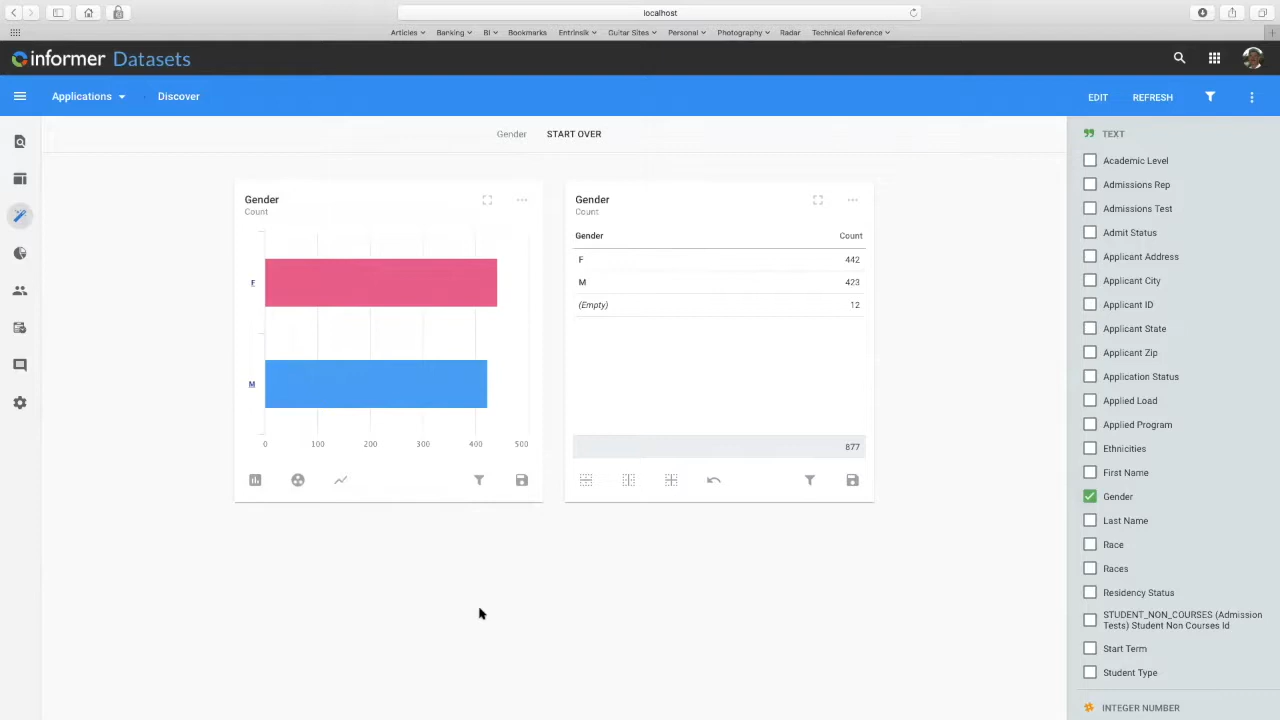 localhost
Articles Banking BI Bookmarks Entrinsik Guitar Sites Personal Photography Radar Technical Reference
informer Datasets
Applications Discover EDIT REFRESH
Gender START OVER
Gender
Count
F
M
0 100 200 300 400 500
Gender
Count
Gender Count
F 442
M 423
(Empty) 12
877
TEXT
Academic Level
Admissions Rep
Admissions Test
Admit Status
Applicant Address
Applicant City
Applicant ID
Applicant State
Applicant Zip
Application Status
Applied Load
Applied Program
Ethnicities
First Name
Gender
Last Name
Race
Races
Residency Status
STUDENT_NON_COURSES (Admission
Tests) Student Non Courses Id
Start Term
Student Type
INTEGER NUMBER